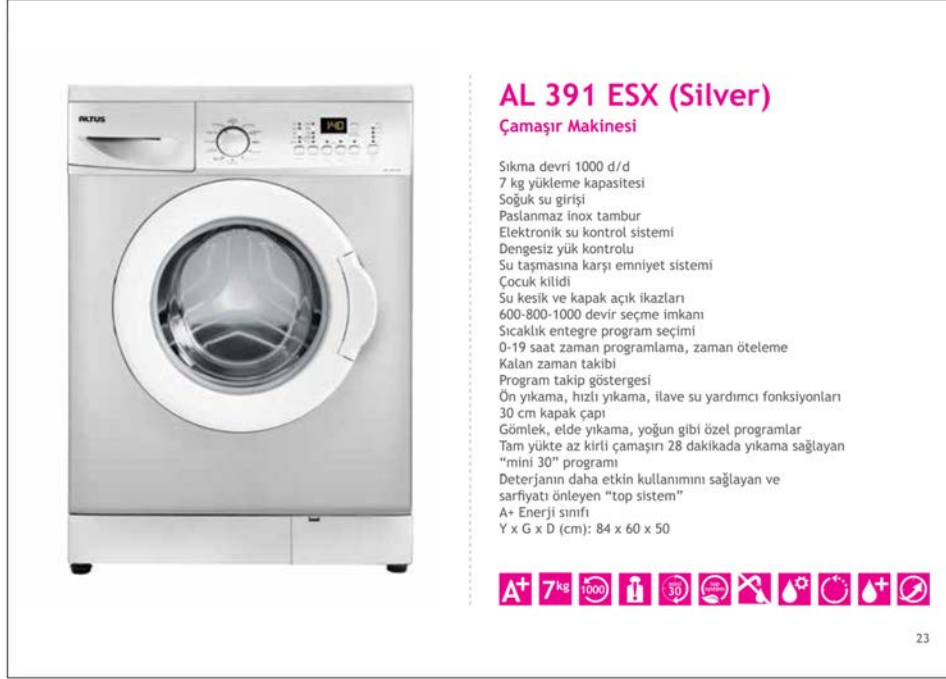 ALTUS
140
AL 391 ESX (Silver)
Çamaşır Makinesi
Sıkma devri 1000 d/d
7 kg yükleme kapasitesi
Soğuk su girişi
Paslanmaz inox tambur
Elektronik su kontrol sistemi
Dengesiz yük kontrolu
Su taşmasına karşı emniyet sistemi
Çocuk kilidi
Su kesik ve kapak açık ikazları
600-800-1000 devir seçme imkanı
Sıcaklık entegre program seçimi
0-19 saat zaman programlama, zaman öteleme
Kalan zaman takibi
Program takip göstergesi
Ön yıkama, hızlı yıkama, ilave su yardımcı fonksiyonları
30 cm kapak çapı
Gömlek, elde yıkama, yoğun gibi özel programlar
Tam yükte az kirli çamaşırı 28 dakikada yıkama sağlayan
“mini 30” programı
Deterjanın daha etkin kullanımını sağlayan ve
sarfiyatı önleyen “top sistem”
A+ Enerji sınıfı
Y x G x D (cm): 84 x 60 x 50
A+ 7 kg 1000 mini 30 top system
23